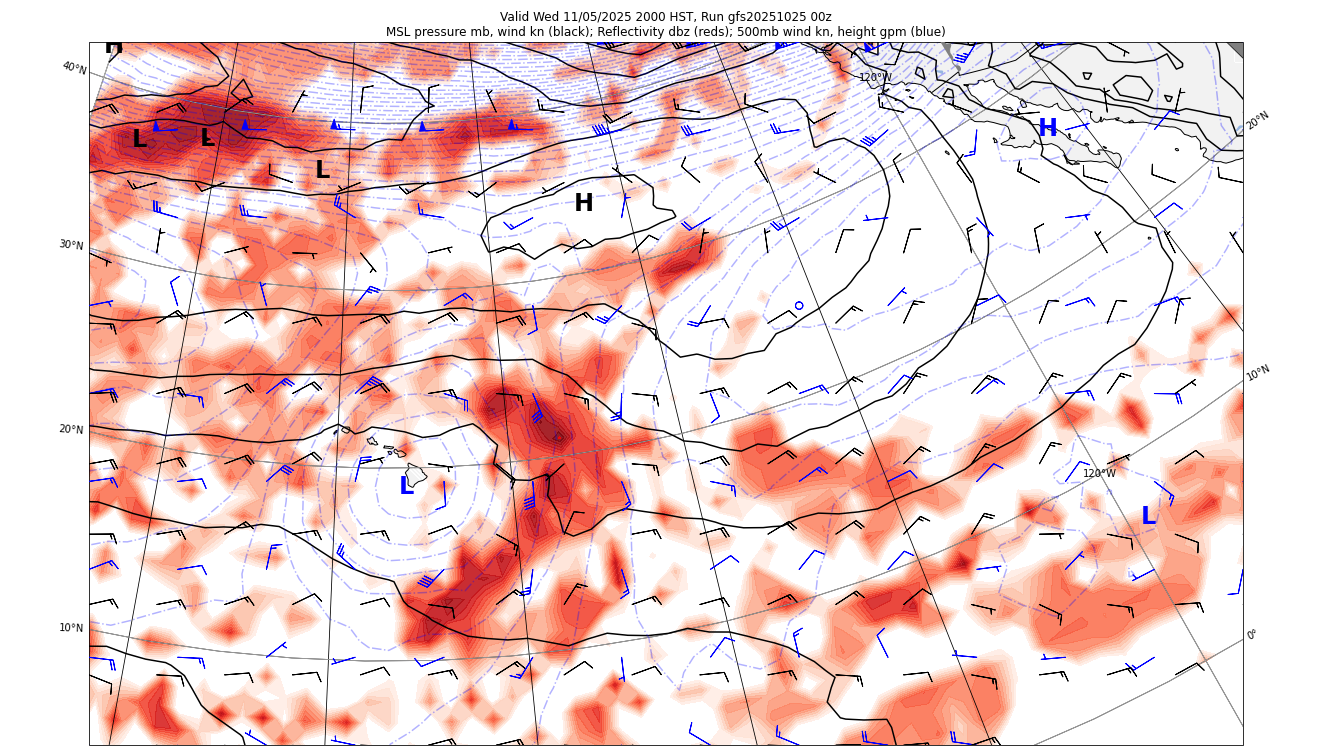 Valid Wed 11/05/2025 2000 HST, Run gfs20251025 00z
MSL pressure mb, wind kn (black); Reflectivity dbz (reds); 500mb wind kn, height gpm (blue)
H
40°N
120°W
20°N
L
L
H
L
H
30°N
10°N
20°N
120°W
L
L
10°N
0°